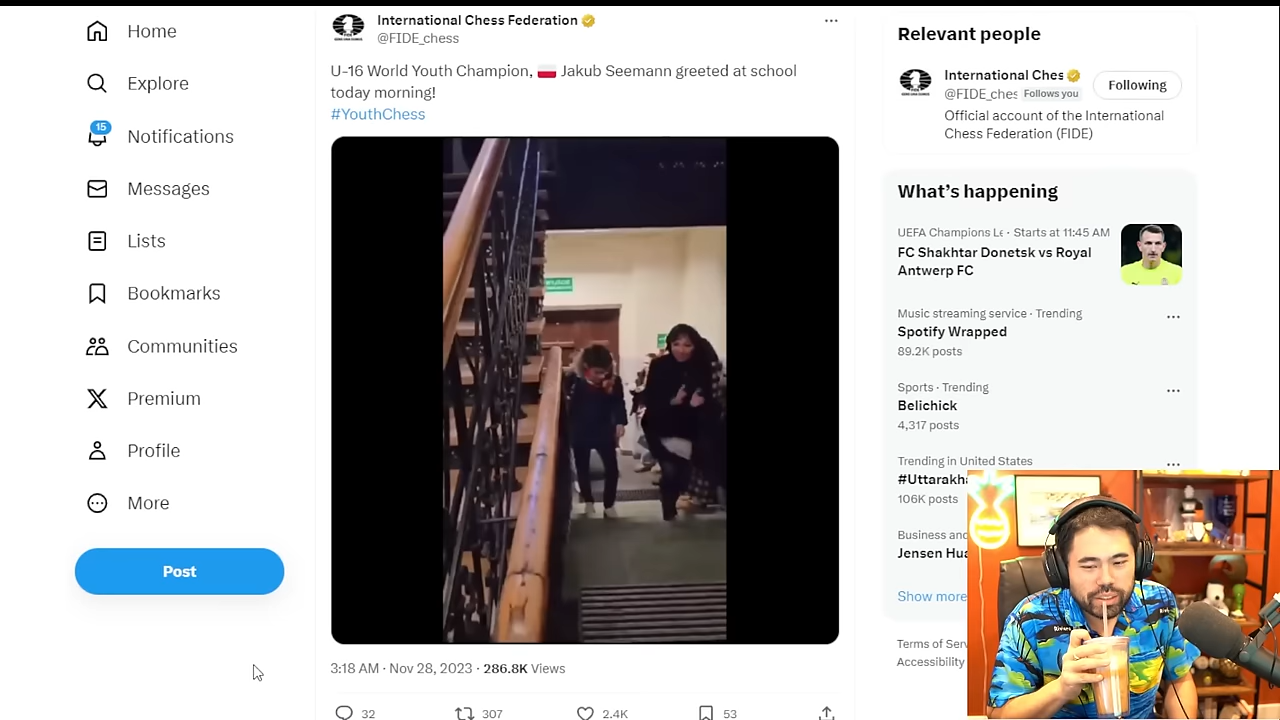 Home
Explore
15
Notifications
Messages
Lists
Bookmarks
Communities
Premium
Profile
More
Post
International Chess Federation
@FIDE_chess
U-16 World Youth Champion, 🇵🇱 Jakub Seemann greeted at school
today morning!
#YouthChess
3:18 AM · Nov 28, 2023 · 286.8K Views
32
307
2.4K
53
Relevant people
International Ches
@FIDE_ches Follows you
Following
Official account of the International
Chess Federation (FIDE)
What's happening
UEFA Champions Le · Starts at 11:45 AM
FC Shakhtar Donetsk vs Royal
Antwerp FC
Music streaming service · Trending
Spotify Wrapped
89.2K posts
Sports · Trending
Belichick
4,317 posts
Trending in United States
#Uttarakha
106K posts
Business and
Jensen Hua
Show more
Terms of Serv
Accessibility